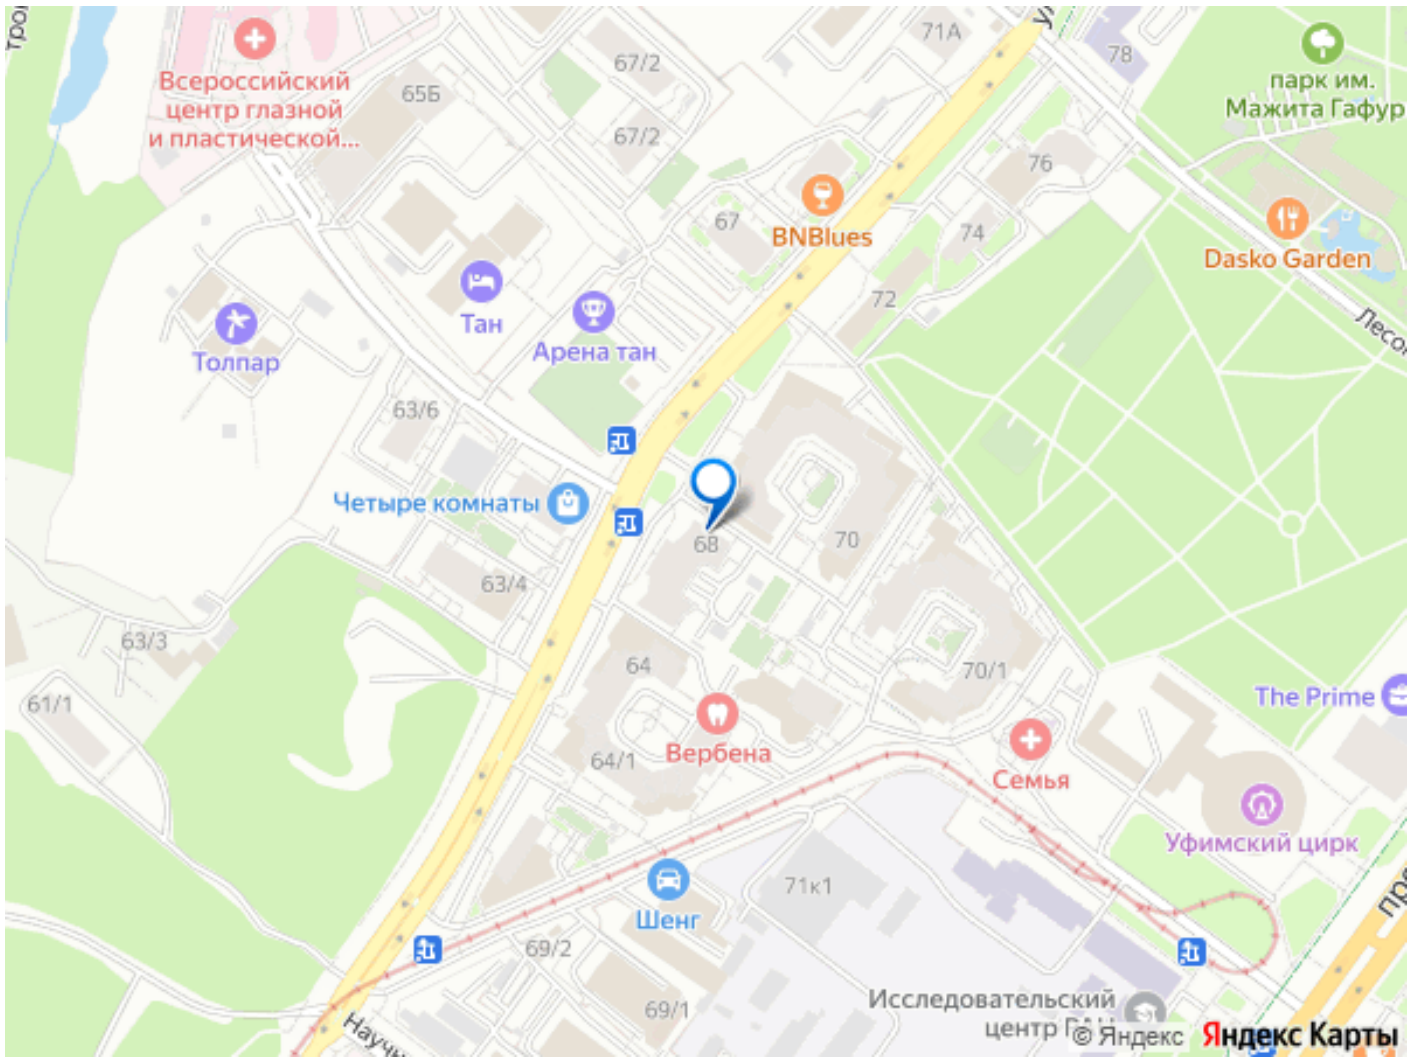 71А
78
67/2
65Б
парк им.
Мажита Гафур
Всероссийский
центр глазной
и пластической...
67/2
76
67
BNBlues
74
Dasko Garden
72
Тан
Арена тан
Толпар
Лесо
63/6
Четыре комнаты
68
70
63/4
63/3
64
70/1
61/1
The Prime
Вербена
64/1
Семья
Уфимский цирк
71к1
Шенг
69/2
69/1
Исследовательский
центр РАН
Научн
© Яндекс
Яндекс Карты